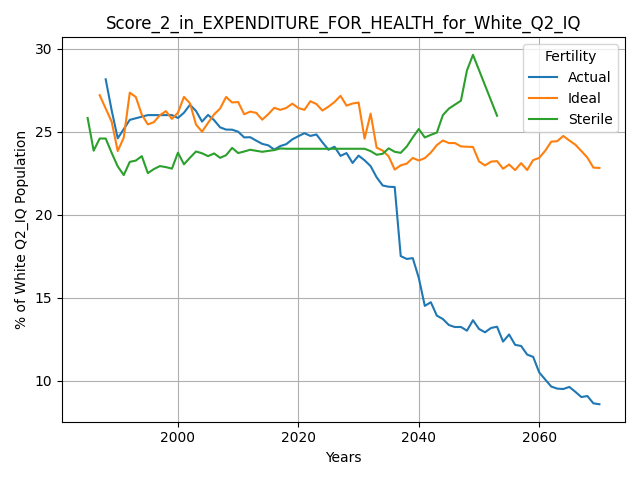 Score_2_in_EXPENDITURE_FOR_HEALTH_for_White_Q2_IQ
30
25
20
15
10
% of White Q2_IQ Population
Fertility
Actual
Ideal
Sterile
2000 2020 2040 2060
Years